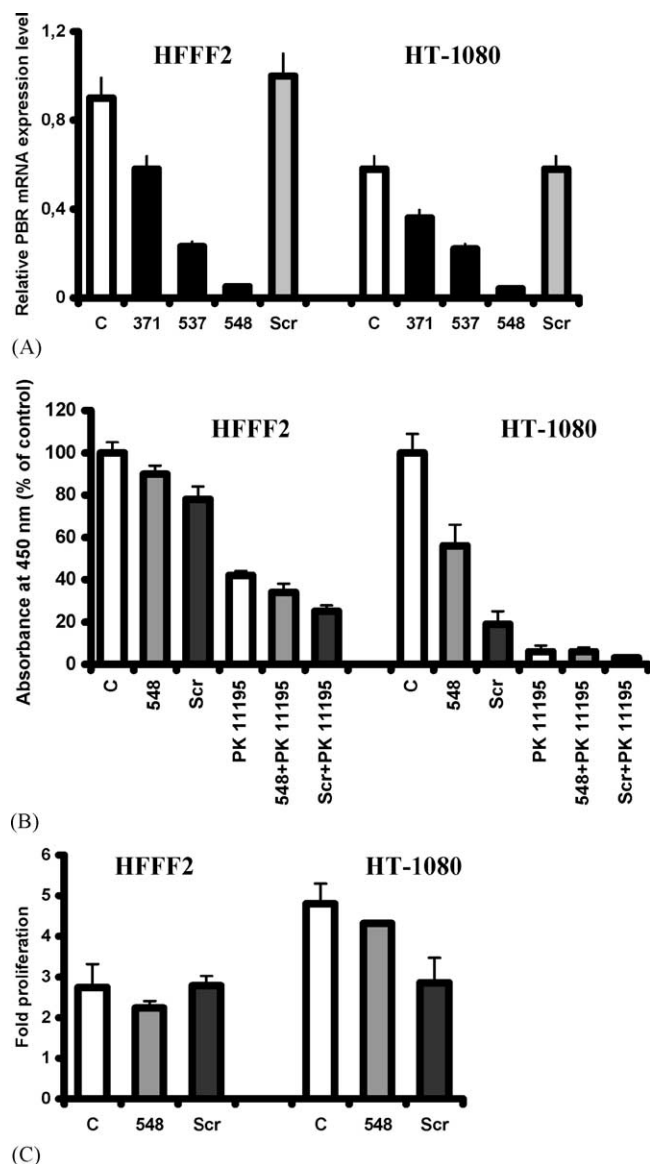 HFFF2 HT-1080
Relative PBR mRNA expression level
1,2
0,8
0,4
0
C 371 537 548 Scr C 371 537 548 Scr
(A)
HFFF2 HT-1080
Absorbance at 450 nm (% of control)
120
100
80
60
40
20
0
C 548 Scr PK 11195 548+PK 11195 Scr+PK 11195 C 548 Scr PK 11195 548+PK 11195 Scr+PK 11195
(B)
HFFF2 HT-1080
Fold proliferation
6
5
4
3
2
1
0
C 548 Scr C 548 Scr
(C)